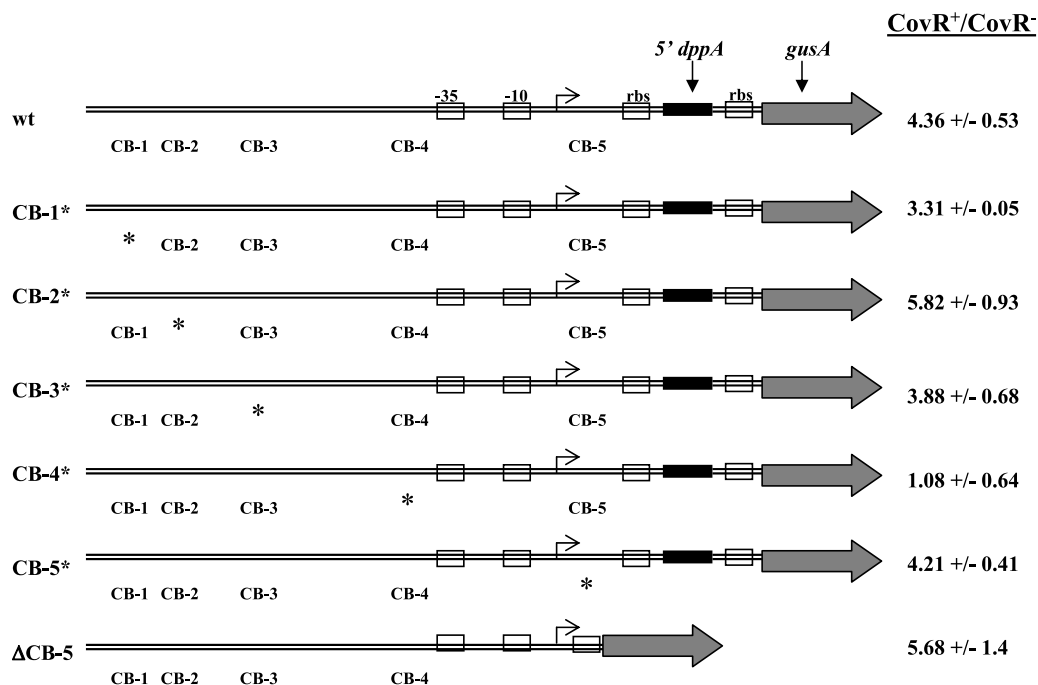 CovR⁺/CovR⁻
5' dppA gusA
-35 -10 rbs rbs
wt 4.36 +/- 0.53
CB-1 CB-2 CB-3 CB-4 CB-5
CB-1* 3.31 +/- 0.05
* CB-2 CB-3 CB-4 CB-5
CB-2* 5.82 +/- 0.93
CB-1 * CB-3 CB-4 CB-5
CB-3* 3.88 +/- 0.68
CB-1 CB-2 * CB-4 CB-5
CB-4* 1.08 +/- 0.64
CB-1 CB-2 CB-3 * CB-5
CB-5* 4.21 +/- 0.41
CB-1 CB-2 CB-3 CB-4 *
ΔCB-5 5.68 +/- 1.4
CB-1 CB-2 CB-3 CB-4